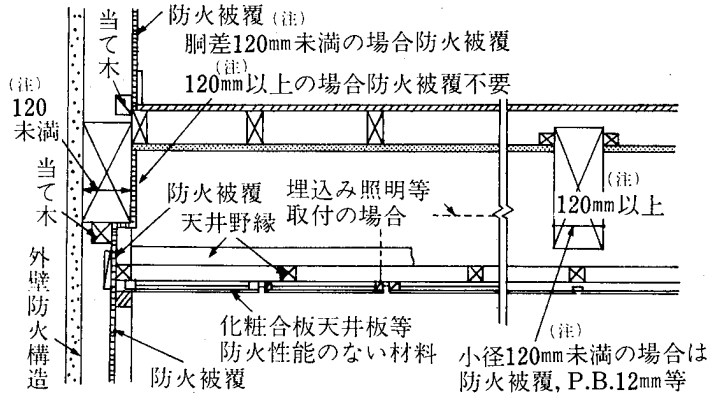 防火被覆(注)
胴差120mm未満の場合防火被覆
(注)
120mm以上の場合防火被覆不要
当て木
(注)
120
未満
当て木
防火被覆
天井野縁
埋込み照明等
取付の場合
(注)
120mm以上
外壁防火構造
化粧合板天井板等
防火性能のない材料
防火被覆
(注)
小径120mm未満の場合は
防火被覆, P.B.12mm等